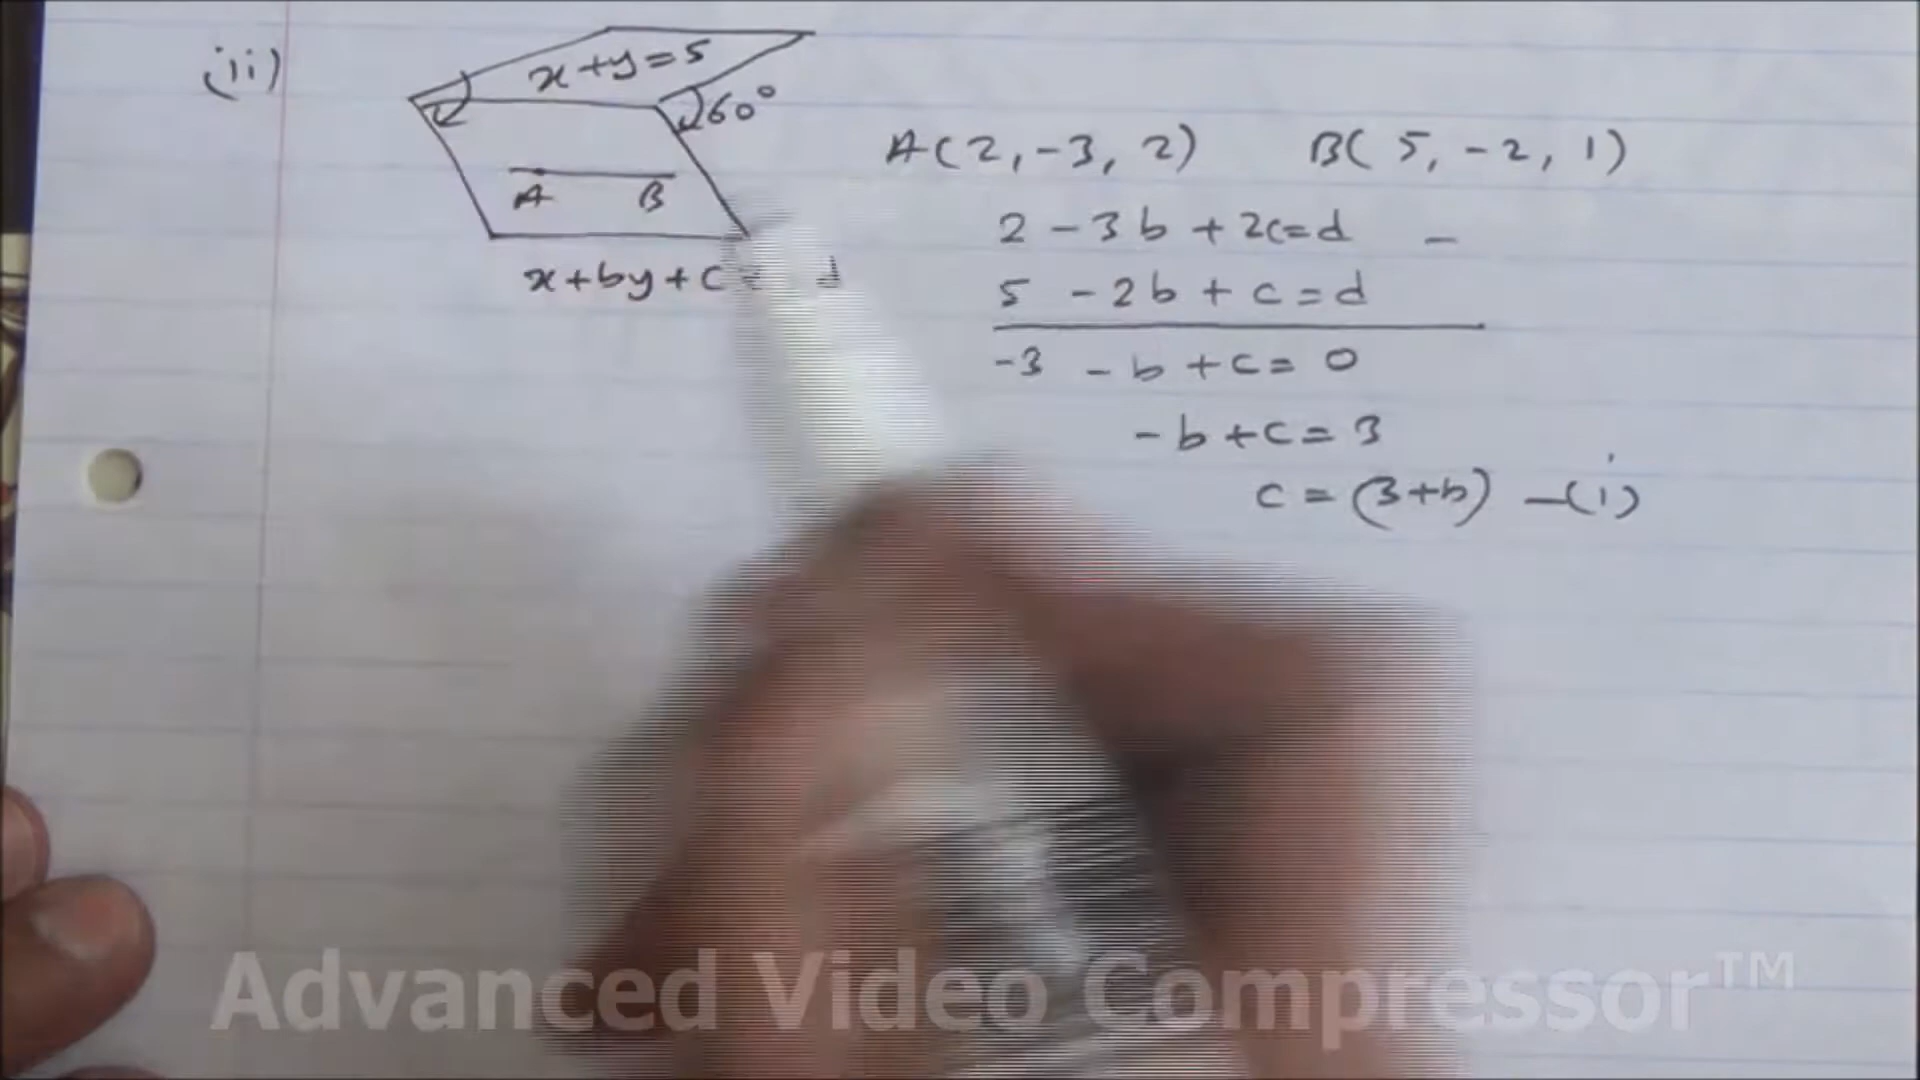 (ii)
x+y=5
60°
A B
x+by+c= d
A(2,-3, 2) B( 5, -2, 1)
2 -3b +2c=d -
5 -2b + c = d
-3 - b +c= 0
-b+c= 3
c = (3+b) -(i)
Advanced Video Compressor™